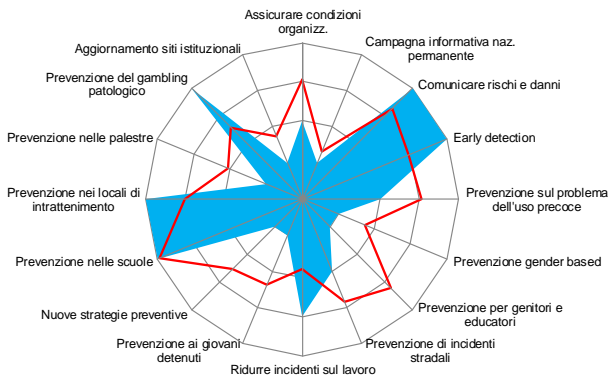 Assicurare condizioni
organizz.
Campagna informativa naz.
permanente
Comunicare rischi e danni
Early detection
Prevenzione sul problema
dell'uso precoce
Prevenzione gender based
Prevenzione per genitori e
educatori
Prevenzione di incidenti
stradali
Ridurre incidenti sul lavoro
Prevenzione ai giovani
detenuti
Nuove strategie preventive
Prevenzione nelle scuole
Prevenzione nei locali di
intrattenimento
Prevenzione nelle palestre
Prevenzione del gambling
patologico
Aggiornamento siti istituzionali